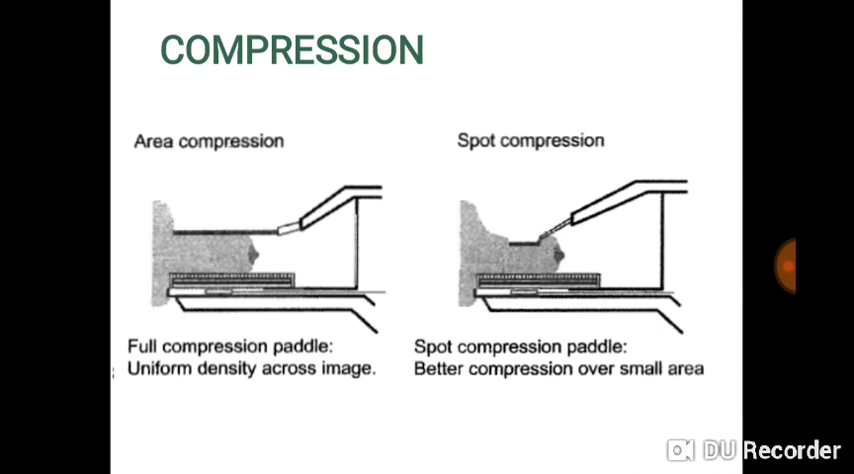 COMPRESSION
Area compression
Spot compression
Full compression paddle:
Uniform density across image.
Spot compression paddle:
Better compression over small area
DU Recorder